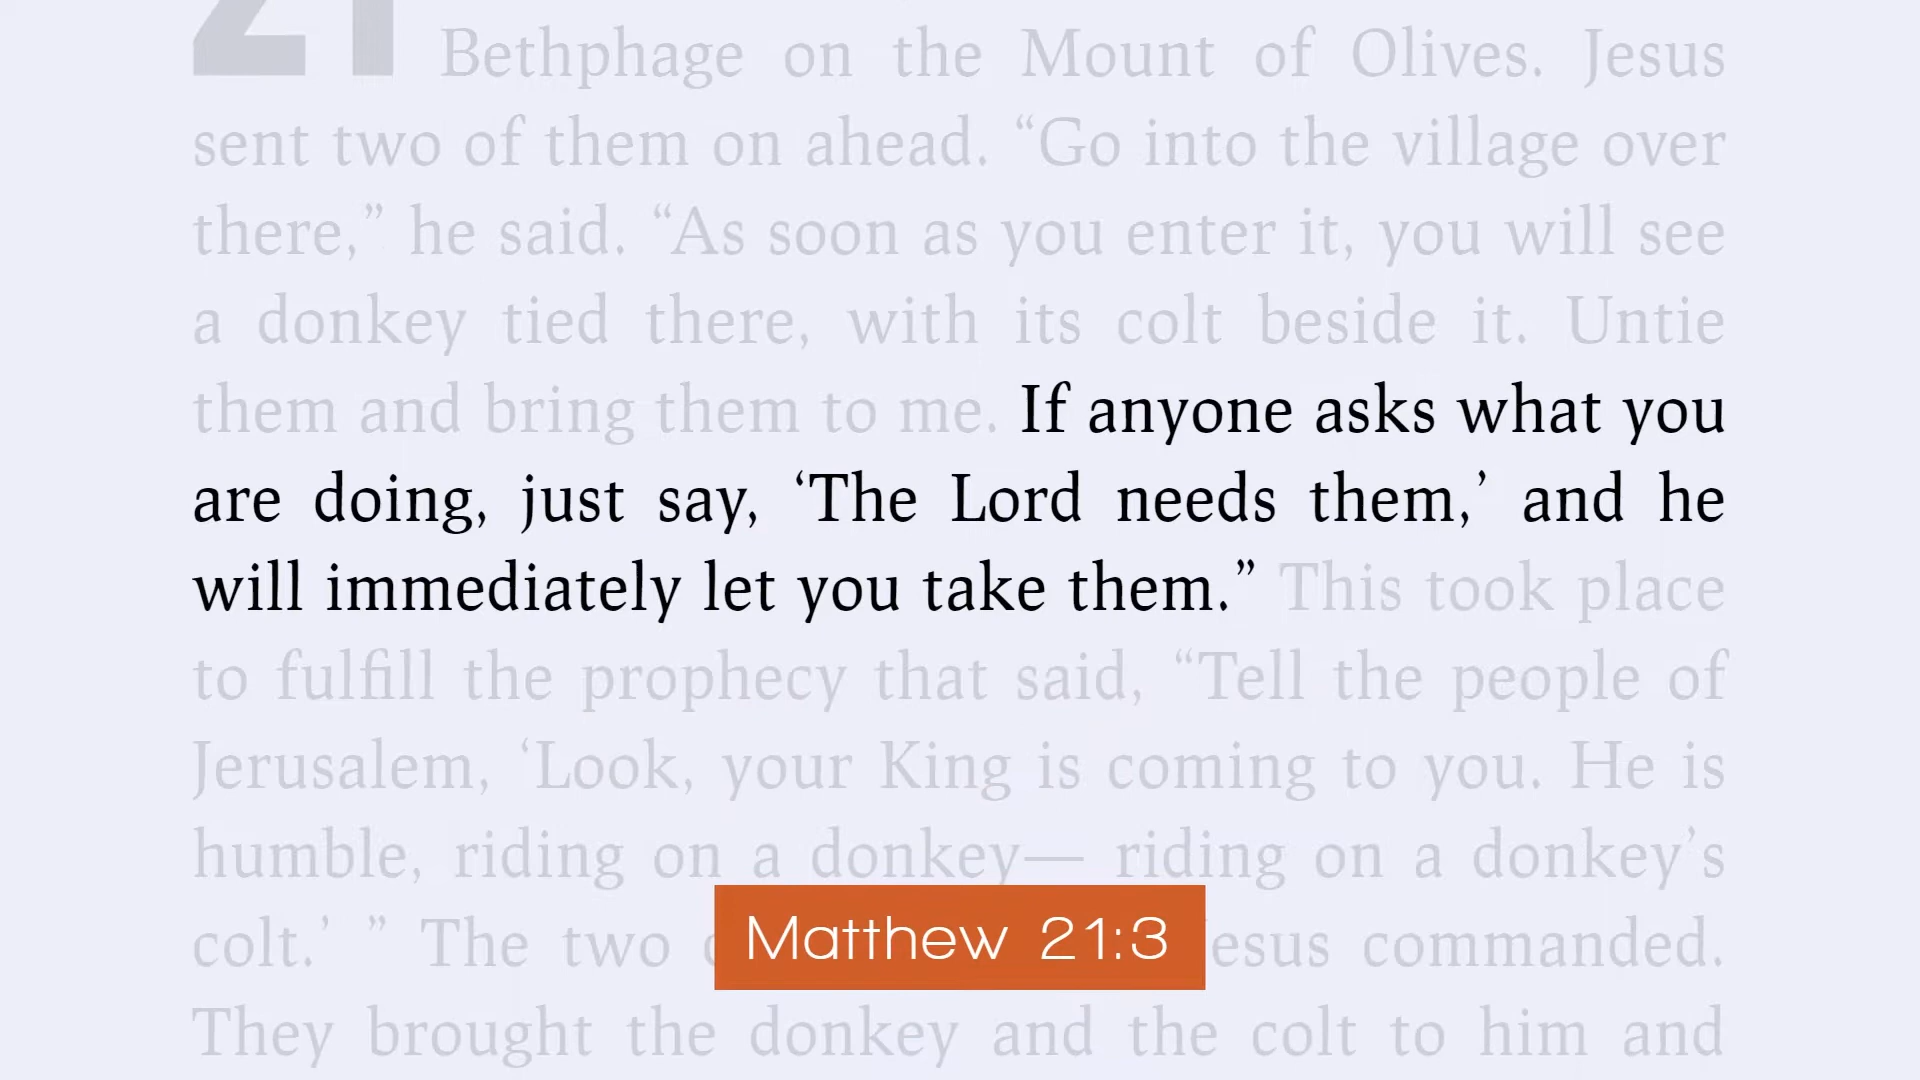 21 Bethphage on the Mount of Olives. Jesus
sent two of them on ahead. “Go into the village over
there,” he said. “As soon as you enter it, you will see
a donkey tied there, with its colt beside it. Untie
them and bring them to me. If anyone asks what you
are doing, just say, ‘The Lord needs them,’ and he
will immediately let you take them.” This took place
to fulfill the prophecy that said, “Tell the people of
Jerusalem, ‘Look, your King is coming to you. He is
humble, riding on a donkey— riding on a donkey’s
colt.’ ” The two esus commanded.
Matthew 21:3
They brought the donkey and the colt to him and